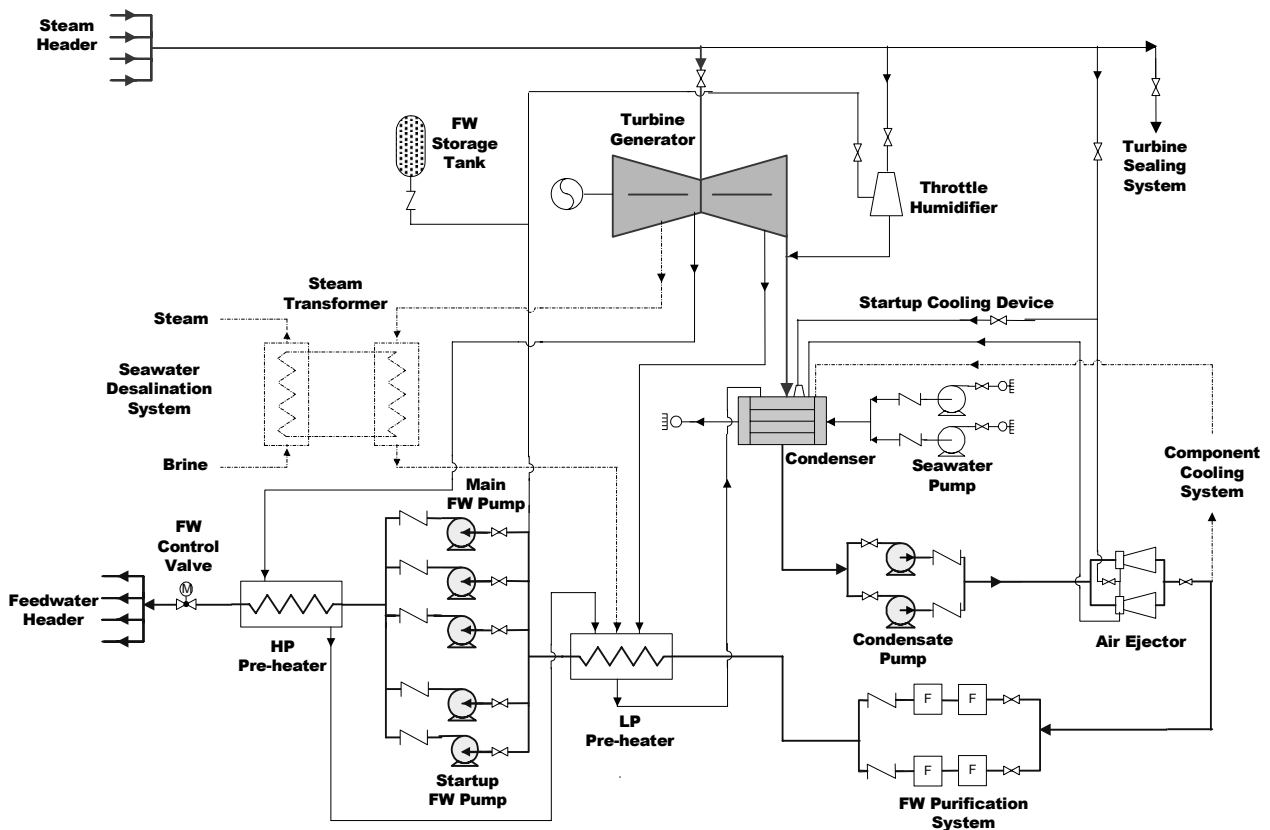 Steam
Header
FW
Storage
Tank
Turbine
Generator
Turbine
Sealing
System
Throttle
Humidifier
Steam
Transformer
Startup Cooling Device
Steam
Seawater
Desalination
System
Brine
Condenser
Seawater
Pump
Component
Cooling
System
Main
FW Pump
FW
Control
Valve
M
Feedwater
Header
HP
Pre-heater
Condensate
Pump
Air Ejector
LP
Pre-heater
F F
F F
Startup
FW Pump
FW Purification
System